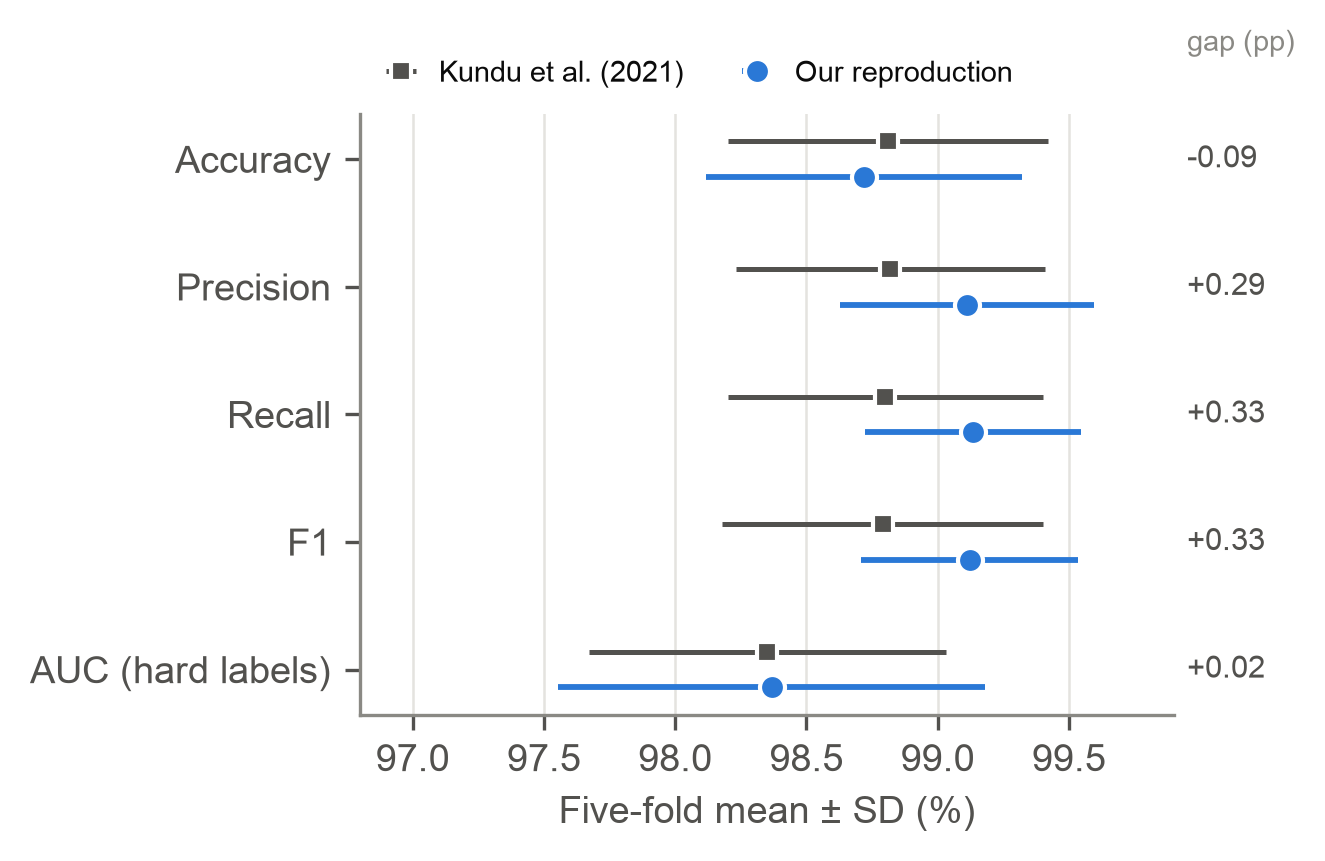 gap (pp)
Kundu et al. (2021) Our reproduction
Accuracy -0.09
Precision +0.29
Recall +0.33
F1 +0.33
AUC (hard labels) +0.02
97.0 97.5 98.0 98.5 99.0 99.5
Five-fold mean ± SD (%)